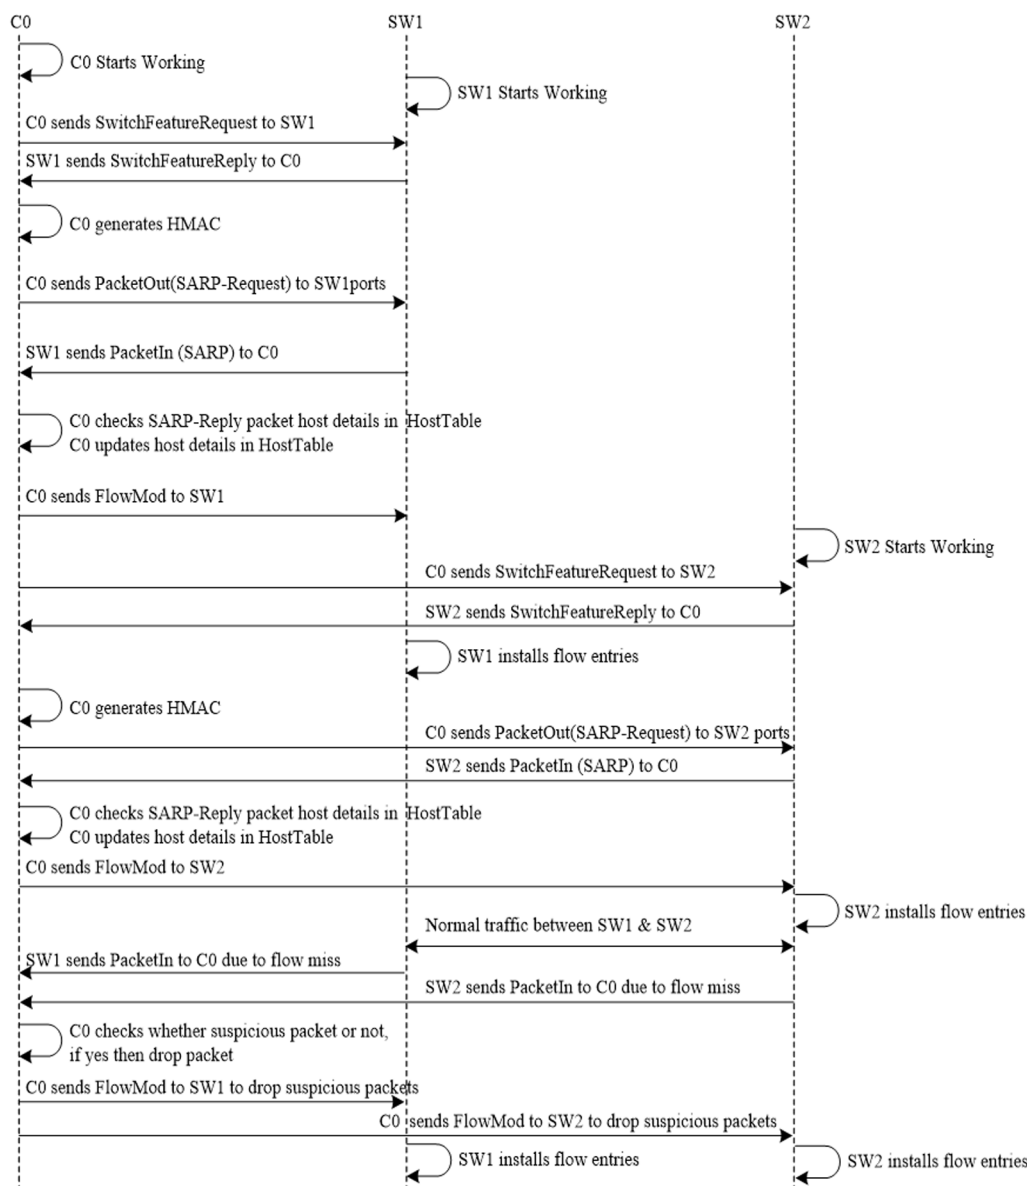 C0 SW1 SW2
C0 Starts Working
SW1 Starts Working
C0 sends SwitchFeatureRequest to SW1
SW1 sends SwitchFeatureReply to C0
C0 generates HMAC
C0 sends PacketOut(SARP-Request) to SW1ports
SW1 sends PacketIn (SARP) to C0
C0 checks SARP-Reply packet host details in HostTable
C0 updates host details in HostTable
C0 sends FlowMod to SW1
SW2 Starts Working
C0 sends SwitchFeatureRequest to SW2
SW2 sends SwitchFeatureReply to C0
SW1 installs flow entries
C0 generates HMAC
C0 sends PacketOut(SARP-Request) to SW2 ports
SW2 sends PacketIn (SARP) to C0
C0 checks SARP-Reply packet host details in HostTable
C0 updates host details in HostTable
C0 sends FlowMod to SW2
SW2 installs flow entries
Normal traffic between SW1 & SW2
SW1 sends PacketIn to C0 due to flow miss
SW2 sends PacketIn to C0 due to flow miss
C0 checks whether suspicious packet or not,
if yes then drop packet
C0 sends FlowMod to SW1 to drop suspicious packets
C0 sends FlowMod to SW2 to drop suspicious packets
SW1 installs flow entries
SW2 installs flow entries